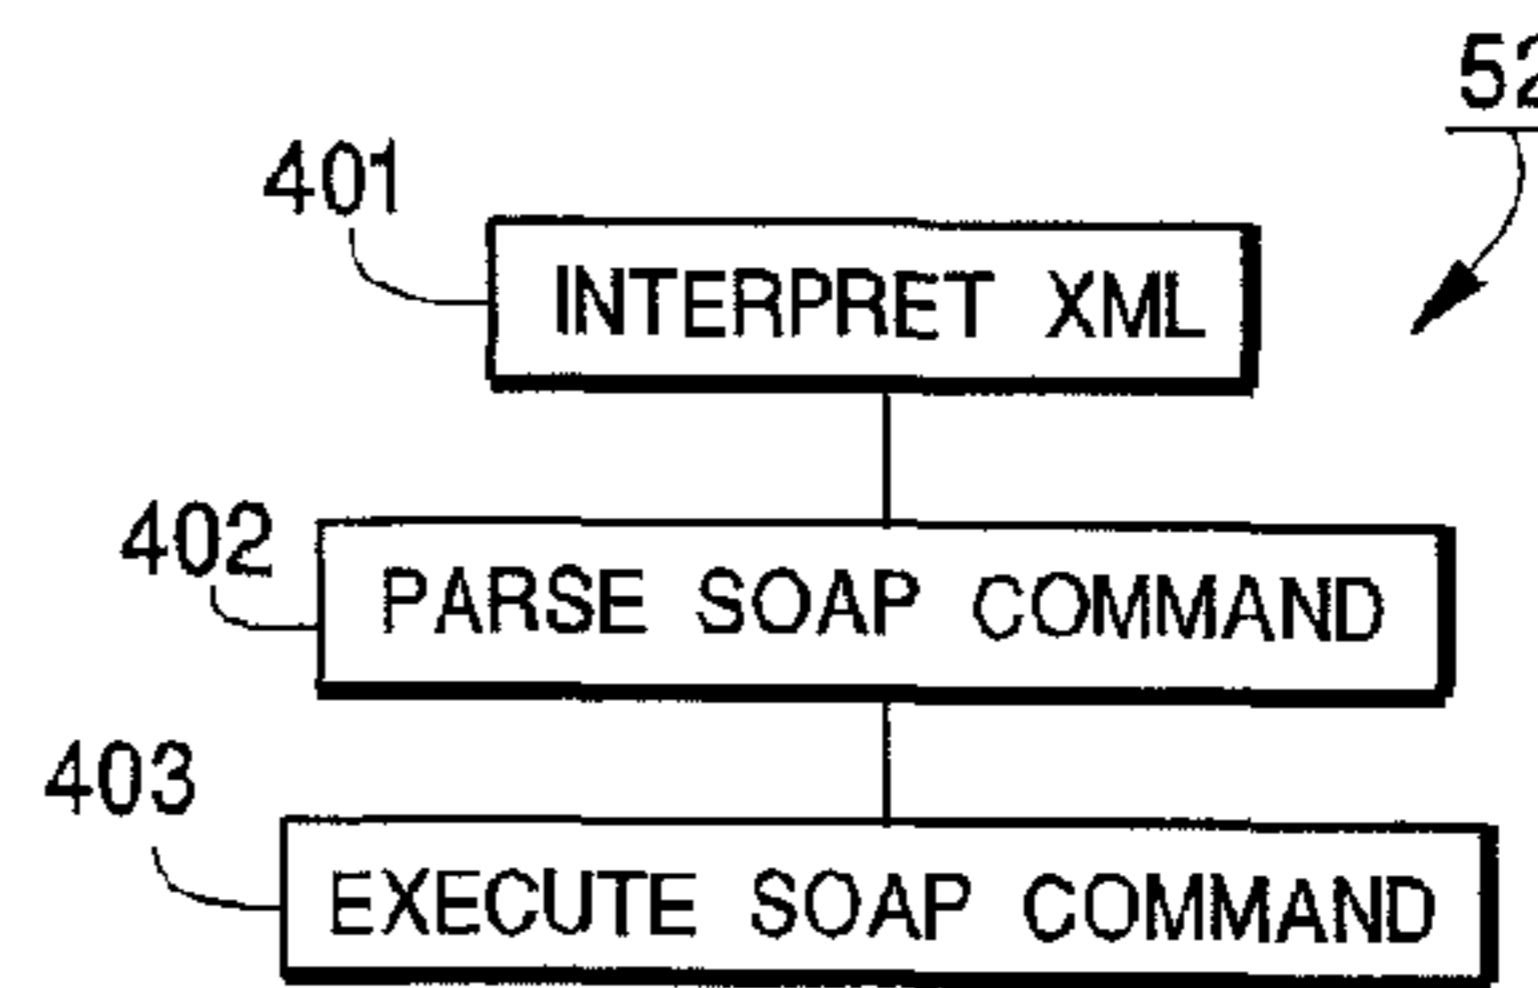 52
401
INTERPRET XML
402
PARSE SOAP COMMAND
403
EXECUTE SOAP COMMAND